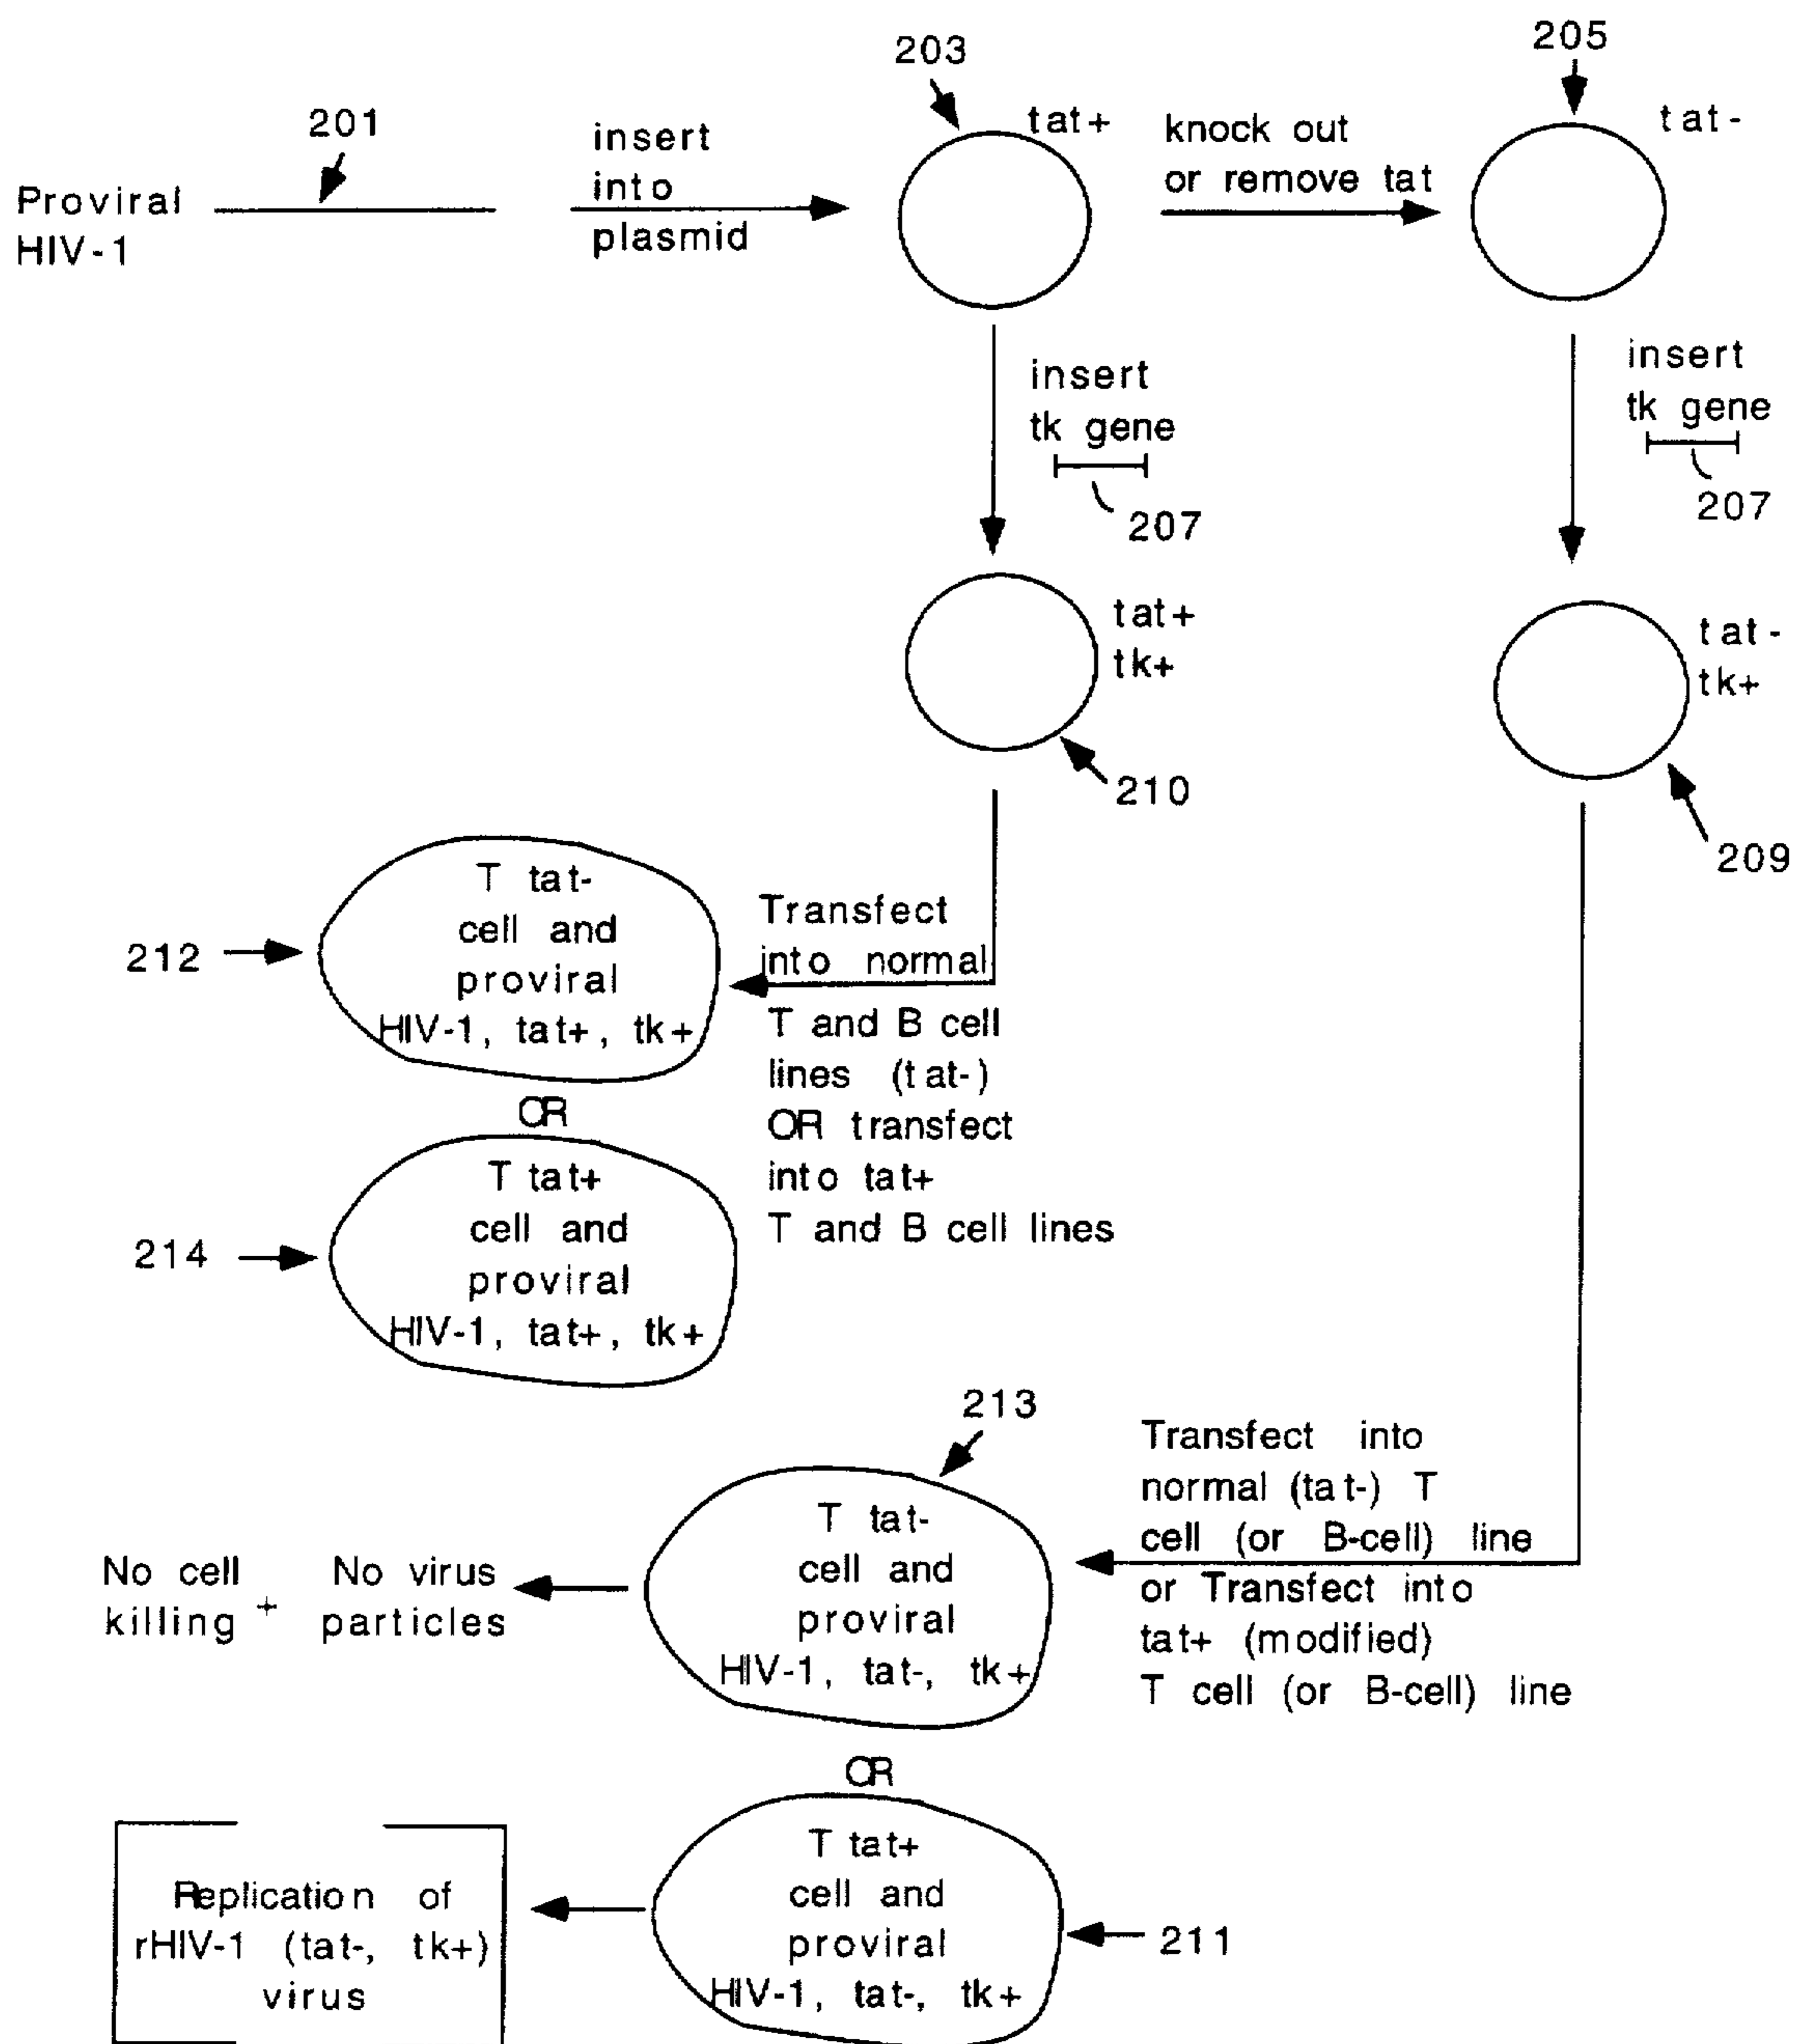 203
205
201
tat+
tat-
Proviral
HIV-1
insert
into
plasmid
knock out
or remove tat
insert
tk gene
207
insert
tk gene
207
tat+
tk+
210
tat-
tk+
209
212
T tat-
cell and
proviral
HIV-1, tat+, tk+
Transfect
into normal
T and B cell
lines (tat-)
OR transfect
into tat+
T and B cell lines
OR
214
T tat+
cell and
proviral
HIV-1, tat+, tk+
213
Transfect into
normal (tat-) T
cell (or B-cell) line
or Transfect into
tat+ (modified)
T cell (or B-cell) line
T tat-
cell and
proviral
HIV-1, tat-, tk+
No cell
killing
+
No virus
particles
OR
T tat+
cell and
proviral
HIV-1, tat-, tk+
211
Replication of
rHIV-1 (tat-, tk+)
virus